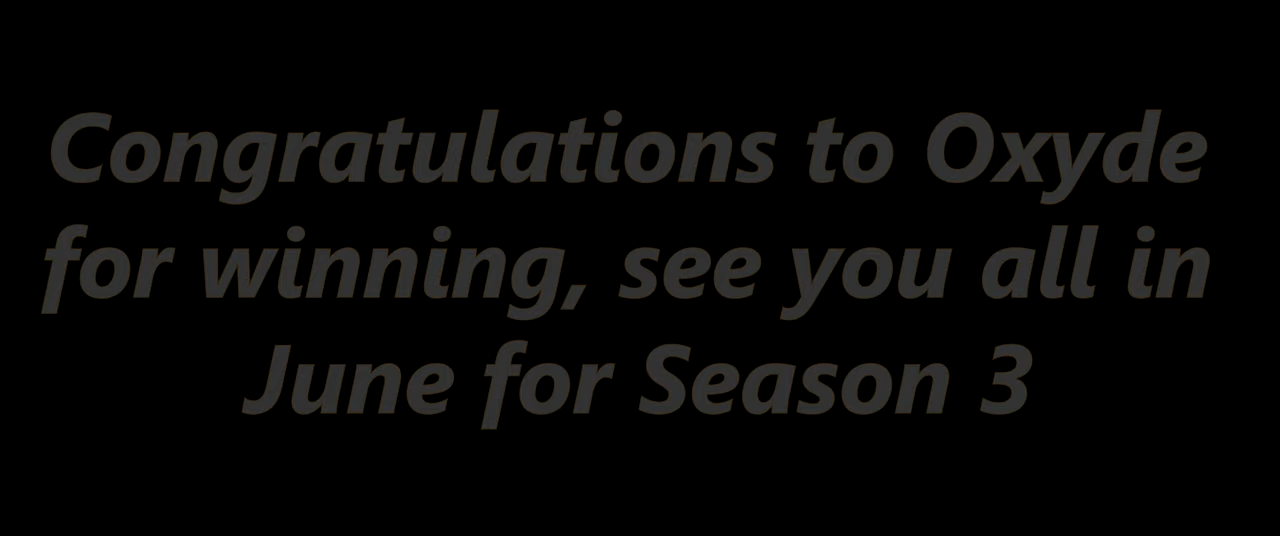 Congratulations to Oxyde
for winning, see you all in
June for Season 3